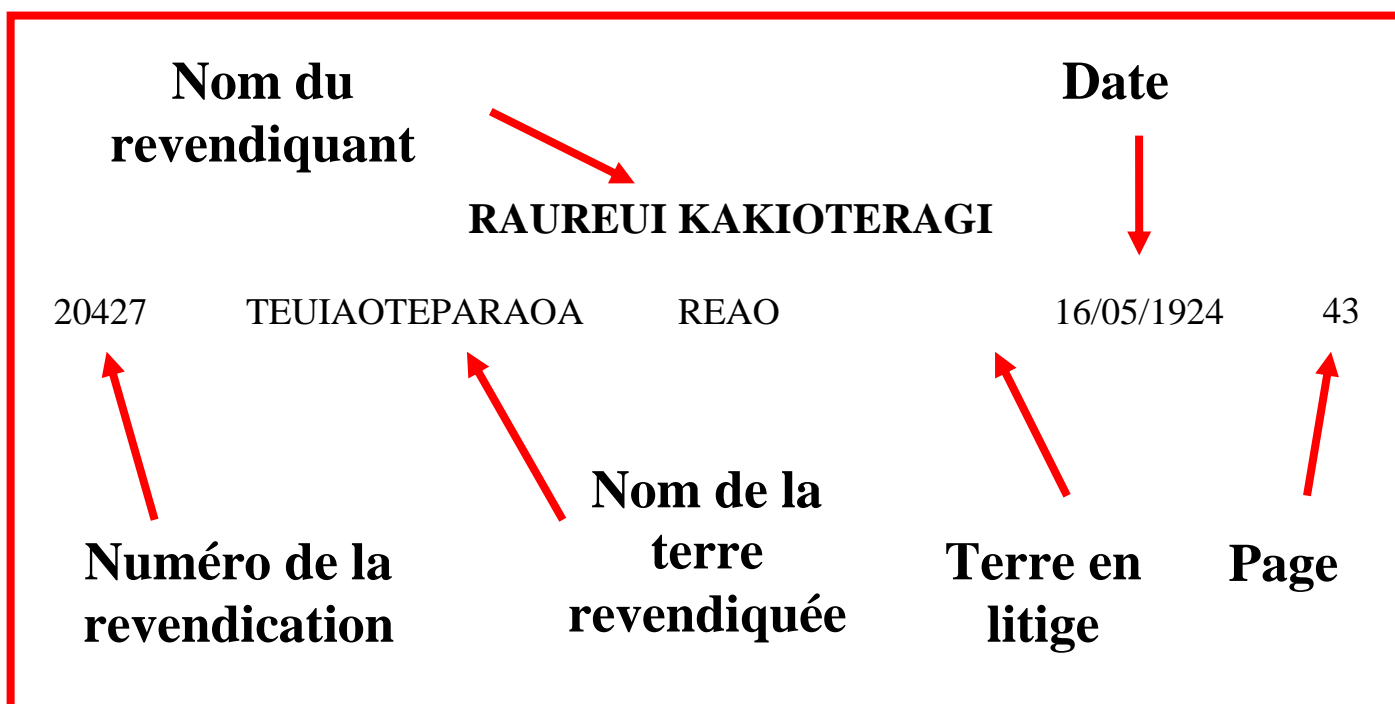 Nom du
revendiquant
Date
RAUREUI KAKIOTERAGI
20427 TEUIAOTEPARAOA REAO 16/05/1924 43
Numéro de la
revendication
Nom de la
terre
revendiquée
Terre en
litige
Page